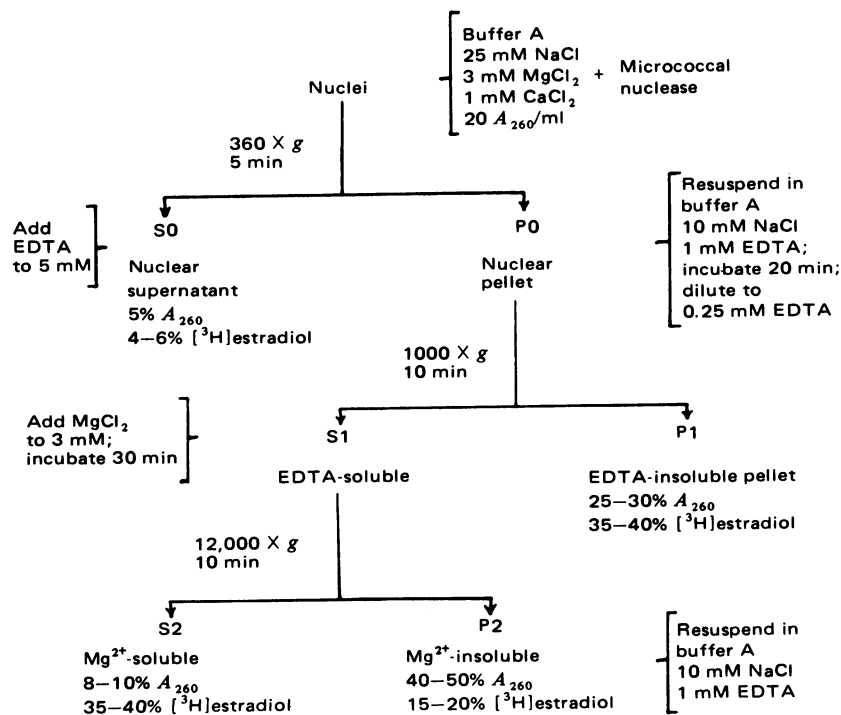 Nuclei
Buffer A
25 mM NaCl
3 mM MgCl₂
1 mM CaCl₂
20 A₂₆₀/ml
+ Micrococcal
nuclease
360 × g
5 min
Add
EDTA
to 5 mM
S0
Nuclear
supernatant
5% A₂₆₀
4–6% [³H]estradiol
P0
Nuclear
pellet
Resuspend in
buffer A
10 mM NaCl
1 mM EDTA;
incubate 20 min;
dilute to
0.25 mM EDTA
1000 × g
10 min
Add MgCl₂
to 3 mM;
incubate 30 min
S1
EDTA-soluble
P1
EDTA-insoluble pellet
25–30% A₂₆₀
35–40% [³H]estradiol
12,000 × g
10 min
S2
Mg²⁺-soluble
8–10% A₂₆₀
35–40% [³H]estradiol
P2
Mg²⁺-insoluble
40–50% A₂₆₀
15–20% [³H]estradiol
Resuspend in
buffer A
10 mM NaCl
1 mM EDTA